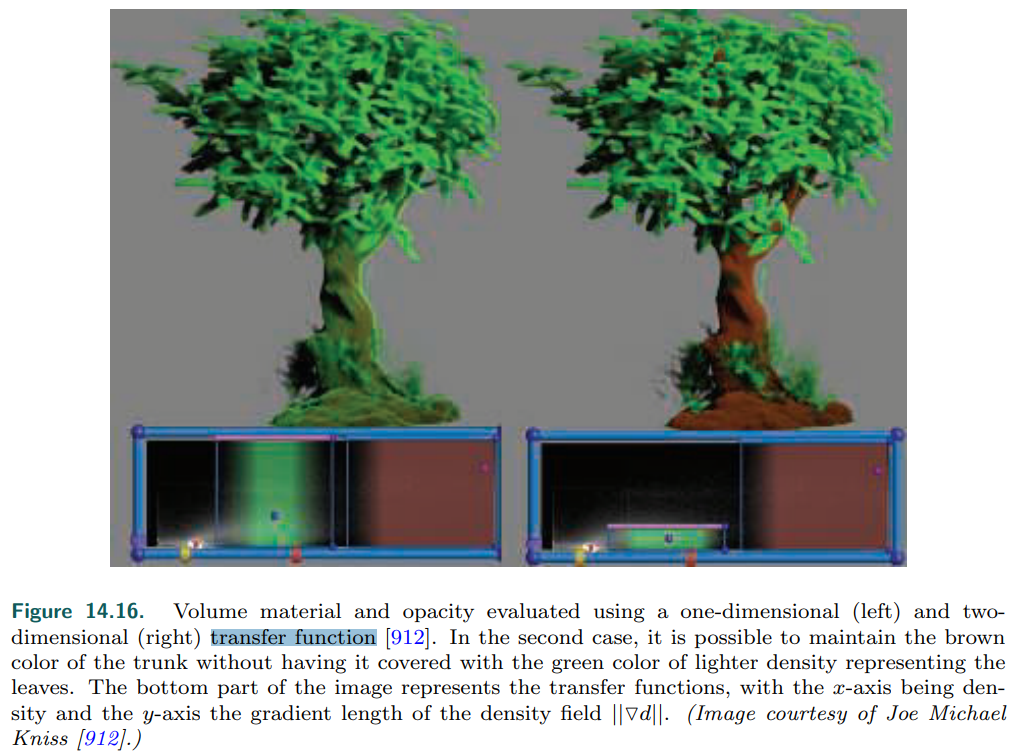 Figure 14.16. Volume material and opacity evaluated using a one-dimensional (left) and two-
dimensional (right) transfer function [912]. In the second case, it is possible to maintain the brown
color of the trunk without having it covered with the green color of lighter density representing the
leaves. The bottom part of the image represents the transfer functions, with the x-axis being den-
sity and the y-axis the gradient length of the density field ||∇d||. (Image courtesy of Joe Michael
Kniss [912].)